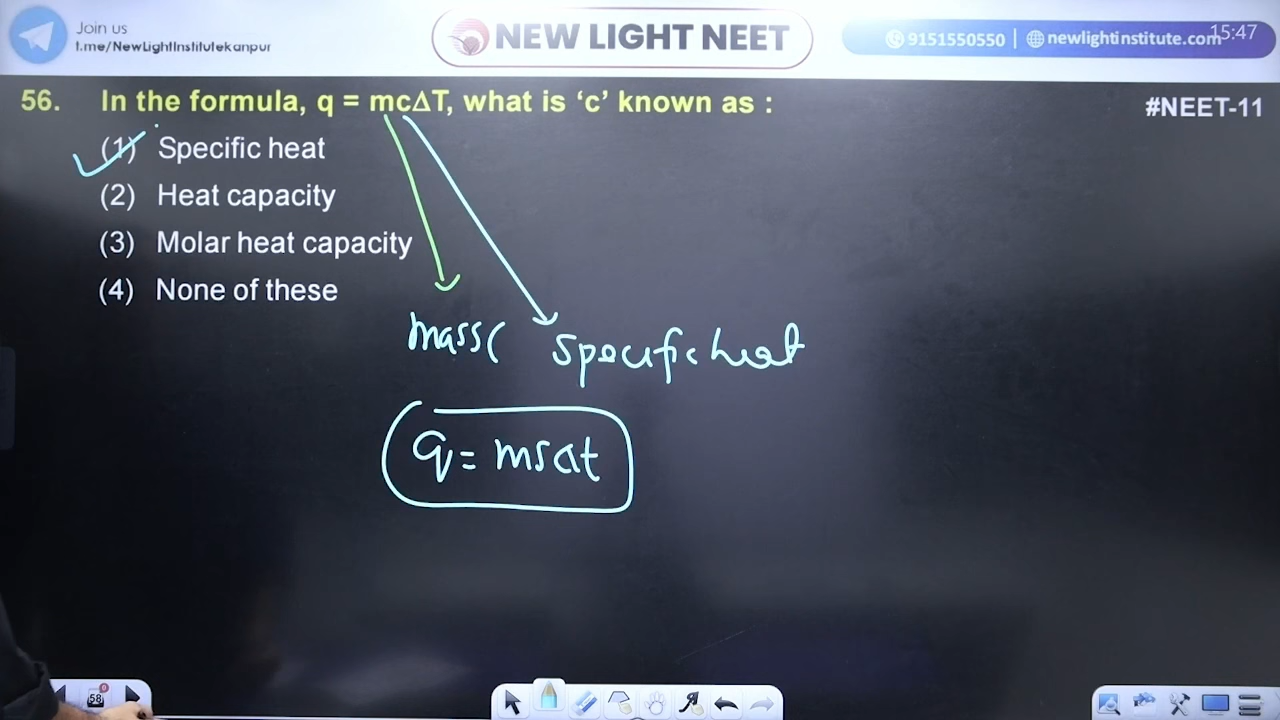 Join us
t.me/NewLightInstitutekanpur
NEW LIGHT NEET
9151550550 | newlightinstitute.com
15:47
56. In the formula, q = mcΔT, what is ‘c’ known as :
#NEET-11
(1) Specific heat
(2) Heat capacity
(3) Molar heat capacity
(4) None of these
mass( specific heat
q = msΔt
58